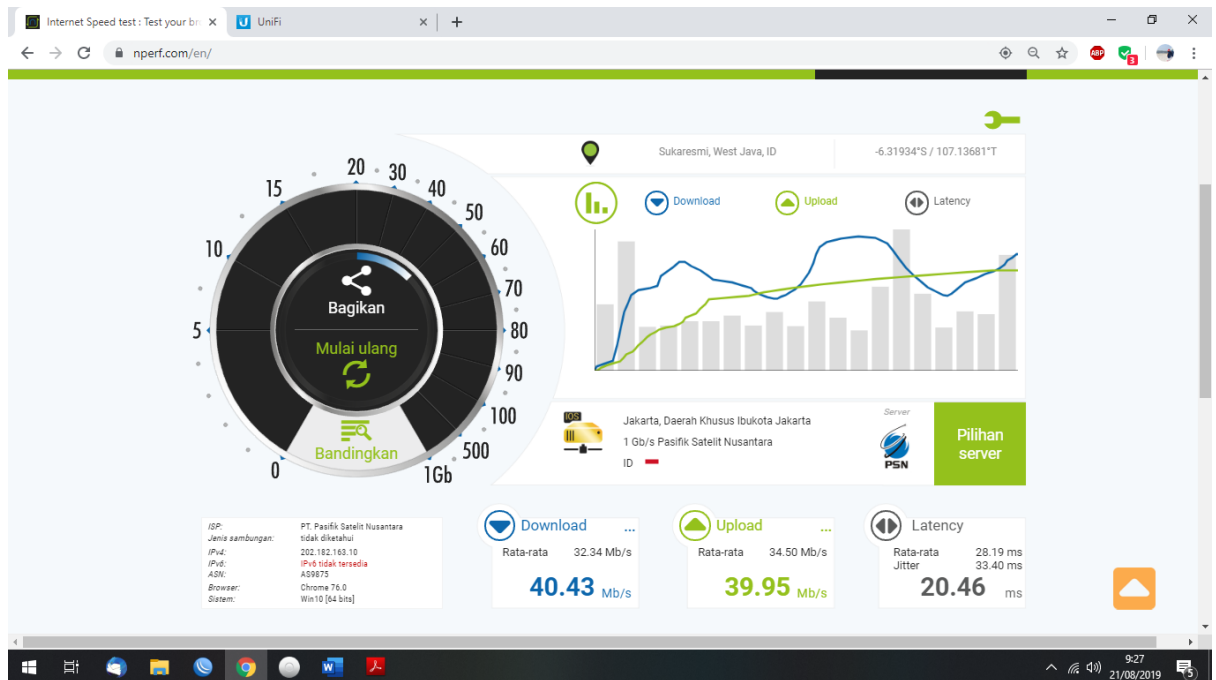 Internet Speed test : Test your bro
UniFi
nperf.com/en/
ABP
3
Sukaresmi, West Java, ID
-6.31934°S / 107.13681°T
Download
Upload
Latency
0
5
10
15
20
30
40
50
60
70
80
90
100
500
1Gb
Bagikan
Mulai ulang
Bandingkan
IOS
Jakarta, Daerah Khusus Ibukota Jakarta
1 Gb/s Pasifik Satelit Nusantara
ID
Server
PSN
Pilihan
server
ISP: PT. Pasifik Satelit Nusantara
Jenis sambungan: tidak diketahui
IPv4: 202.182.163.10
IPv6: IPv6 tidak tersedia
ASN: AS9875
Browser: Chrome 76.0
Sistem: Win10 [64 bits]
Download ...
Rata-rata 32.34 Mb/s
40.43 Mb/s
Upload ...
Rata-rata 34.50 Mb/s
39.95 Mb/s
Latency
Rata-rata 28.19 ms
Jitter 33.40 ms
20.46 ms
9:27
21/08/2019
5